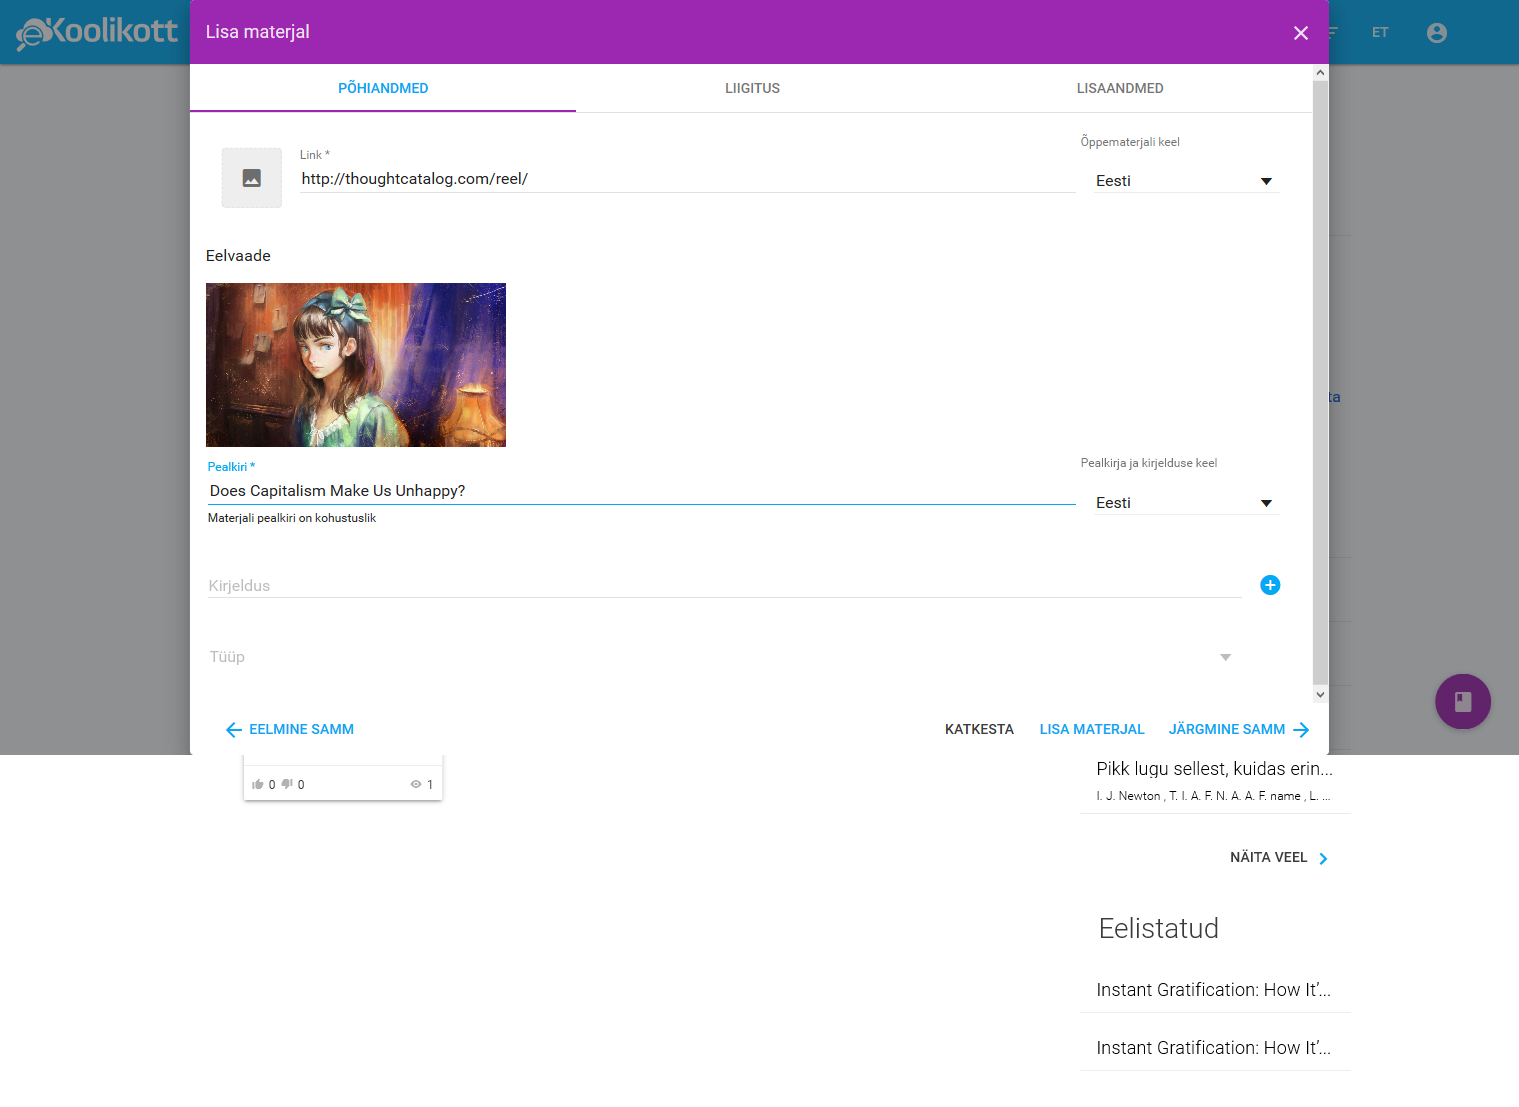 eKoolikott
Lisa materjal
ET
PÕHIANDMED
LIIGITUS
LISAANDMED
Link *
Õppematerjali keel
http://thoughtcatalog.com/reel/
Eesti
Eelvaade
ta
Pealkiri *
Pealkirja ja kirjelduse keel
Does Capitalism Make Us Unhappy?
Eesti
Materjali pealkiri on kohustuslik
Kirjeldus
Tüüp
EELMINE SAMM
KATKESTA
LISA MATERJAL
JÄRGMINE SAMM
Pikk lugu sellest, kuidas erin...
0 0 1
I. J. Newton , T. I. A. F. N. A. A. F. name , L. ...
NÄITA VEEL
Eelistatud
Instant Gratification: How It’...
Instant Gratification: How It’...